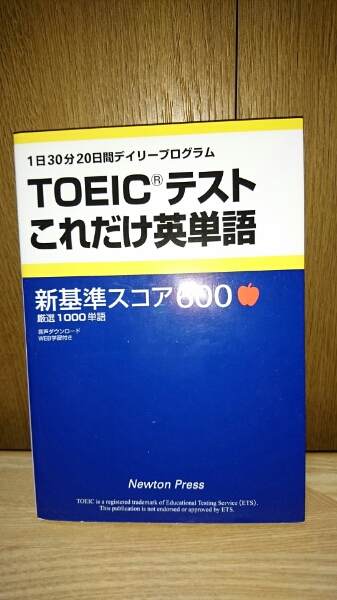 1日30分20日間デイリープログラム
TOEIC®テスト
これだけ英単語
新基準スコア600
厳選1000単語
音声ダウンロード
WEB学習付き
Newton Press
TOEIC is a registered trademark of Educational Testing Service (ETS).
This publication is not endorsed or approved by ETS.